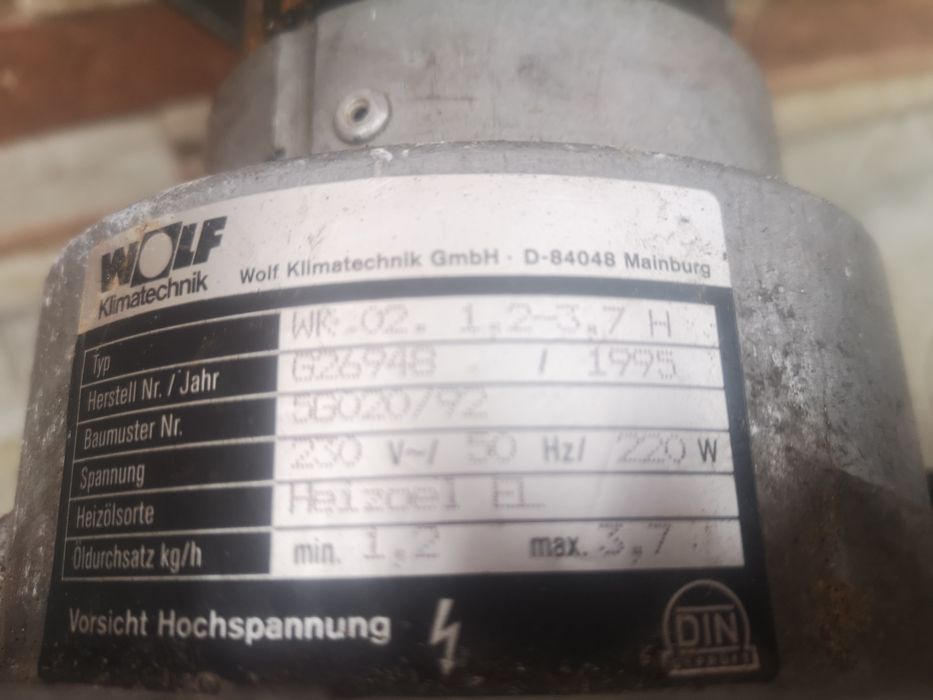 WOLF
Klimatechnik
Wolf Klimatechnik GmbH · D-84048 Mainburg
Typ WR.02. 1,2-3,7 H
Herstell Nr. / Jahr G26948 / 1995
Baumuster Nr. 5G020/92
Spannung 230 V~/ 50 Hz/ 220 W
Heizölsorte Heizoel EL
Öldurchsatz kg/h min. 1,2 max. 3,7
Vorsicht Hochspannung
DIN